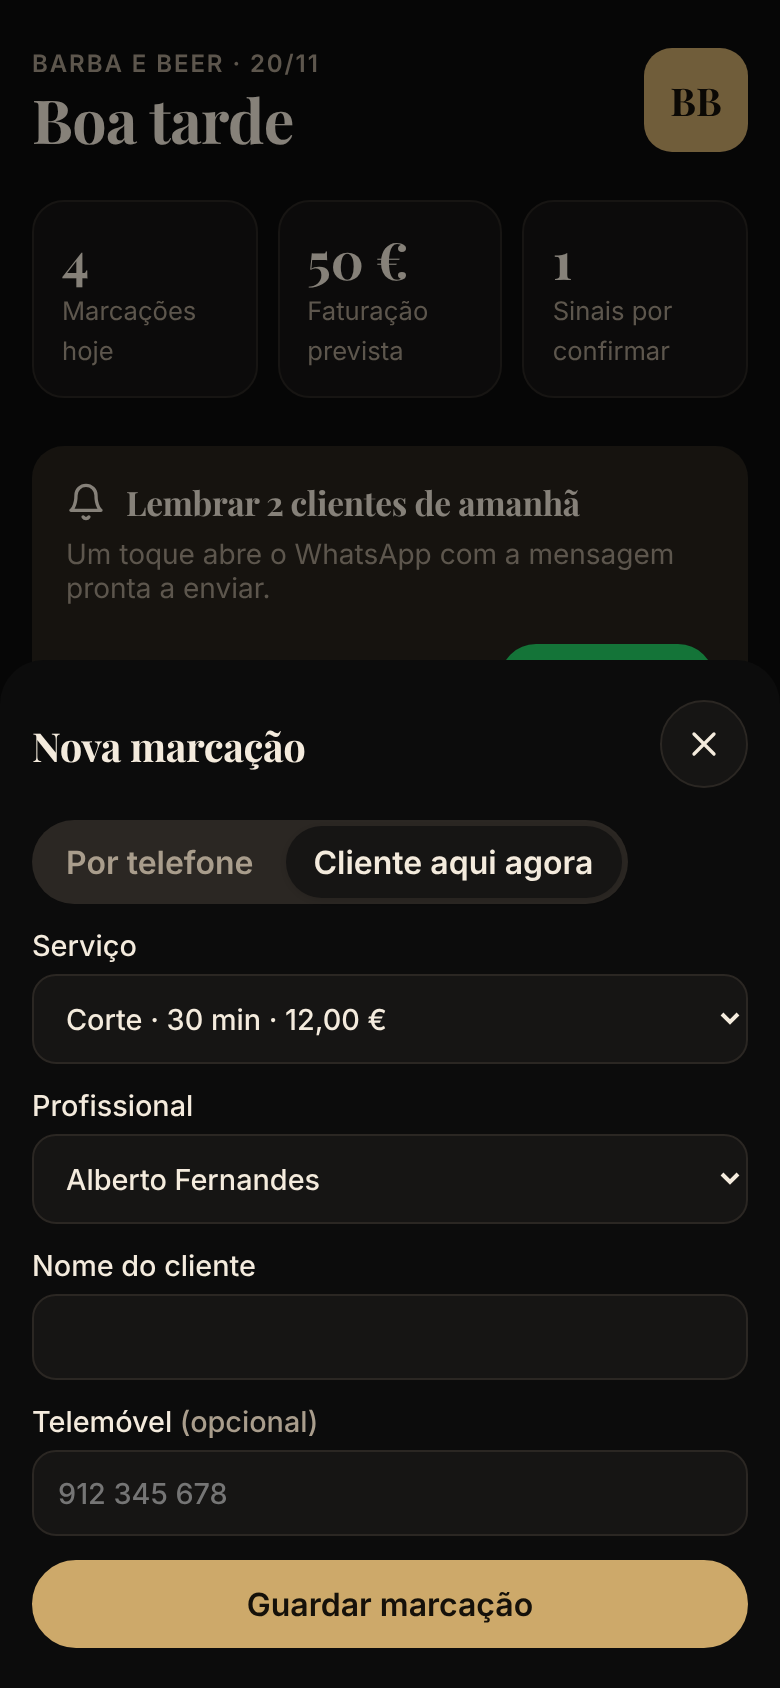 BARBA E BEER · 20/11
Boa tarde
BB
4
Marcações
hoje
50 €
Faturação
prevista
1
Sinais por
confirmar
Lembrar 2 clientes de amanhã
Um toque abre o WhatsApp com a mensagem
pronta a enviar.
Nova marcação
Por telefone
Cliente aqui agora
Serviço
Corte · 30 min · 12,00 €
Profissional
Alberto Fernandes
Nome do cliente
Telemóvel (opcional)
912 345 678
Guardar marcação